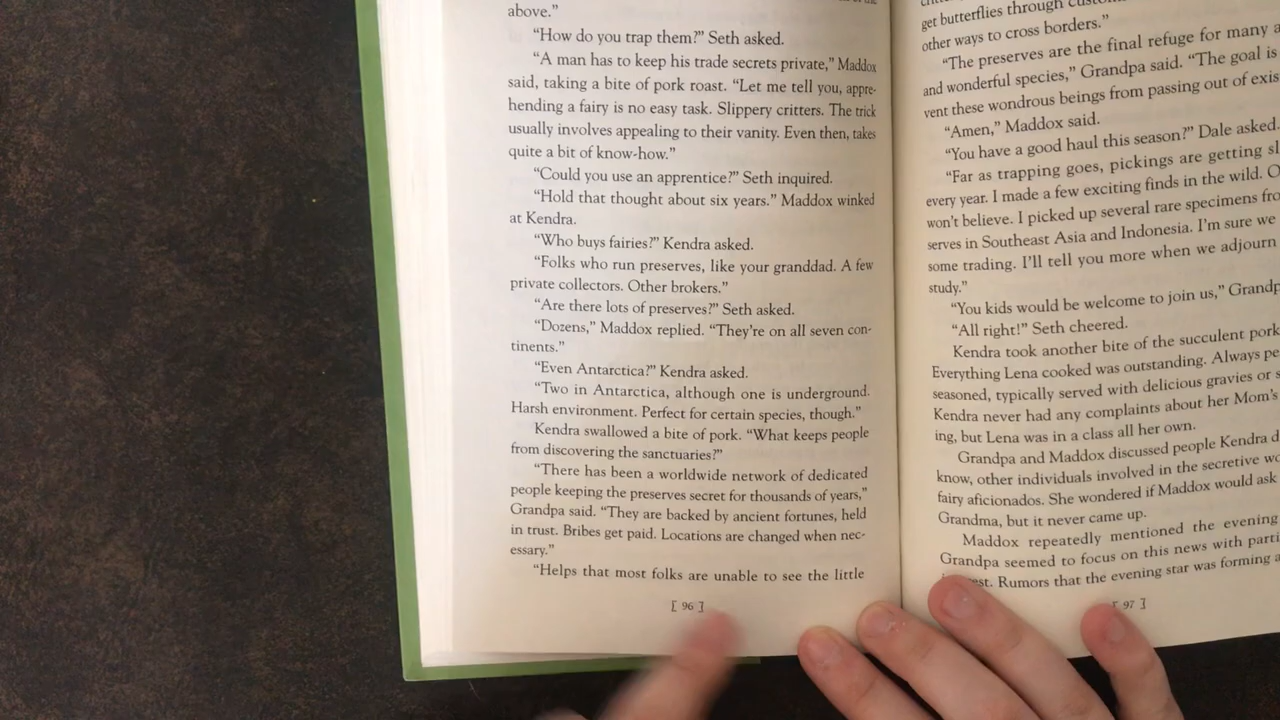 above.”
“How do you trap them?” Seth asked.
“A man has to keep his trade secrets private,” Maddox
said, taking a bite of pork roast. “Let me tell you, appre-
hending a fairy is no easy task. Slippery critters. The trick
usually involves appealing to their vanity. Even then, takes
quite a bit of know-how.”
“Could you use an apprentice?” Seth inquired.
“Hold that thought about six years.” Maddox winked
at Kendra.
“Who buys fairies?” Kendra asked.
“Folks who run preserves, like your granddad. A few
private collectors. Other brokers.”
“Are there lots of preserves?” Seth asked.
“Dozens,” Maddox replied. “They’re on all seven con-
tinents.”
“Even Antarctica?” Kendra asked.
“Two in Antarctica, although one is underground.
Harsh environment. Perfect for certain species, though.”
Kendra swallowed a bite of pork. “What keeps people
from discovering the sanctuaries?”
“There has been a worldwide network of dedicated
people keeping the preserves secret for thousands of years,”
Grandpa said. “They are backed by ancient fortunes, held
in trust. Bribes get paid. Locations are changed when nec-
essary.”
“Helps that most folks are unable to see the little
[ 96 ]
get butterflies through
other ways to cross borders.”
“The preserves are the final refuge for many
and wonderful species,” Grandpa said. “The goal is
vent these wondrous beings from passing out of
“Amen,” Maddox said.
“You have a good haul this season?” Dale asked.
“Far as trapping goes, pickings are getting
every year. I made a few exciting finds in the wild.
won’t believe. I picked up several rare specimens
serves in Southeast Asia and Indonesia. I’m sure we
some trading. I’ll tell you more when we adjourn
study.”
“You kids would be welcome to join us,”
“All right!” Seth cheered.
Kendra took another bite of the succulent pork
Everything Lena cooked was outstanding. Always
seasoned, typically served with delicious gravies or
Kendra never had any complaints about her Mom’s
ing, but Lena was in a class all her own.
Grandpa and Maddox discussed people Kendra
know, other individuals involved in the secretive
fairy aficionados. She wondered if Maddox would ask
Grandma, but it never came up.
Maddox repeatedly mentioned the evening
Grandpa seemed to focus on this news with
Rumors that the evening star was forming
97 ]